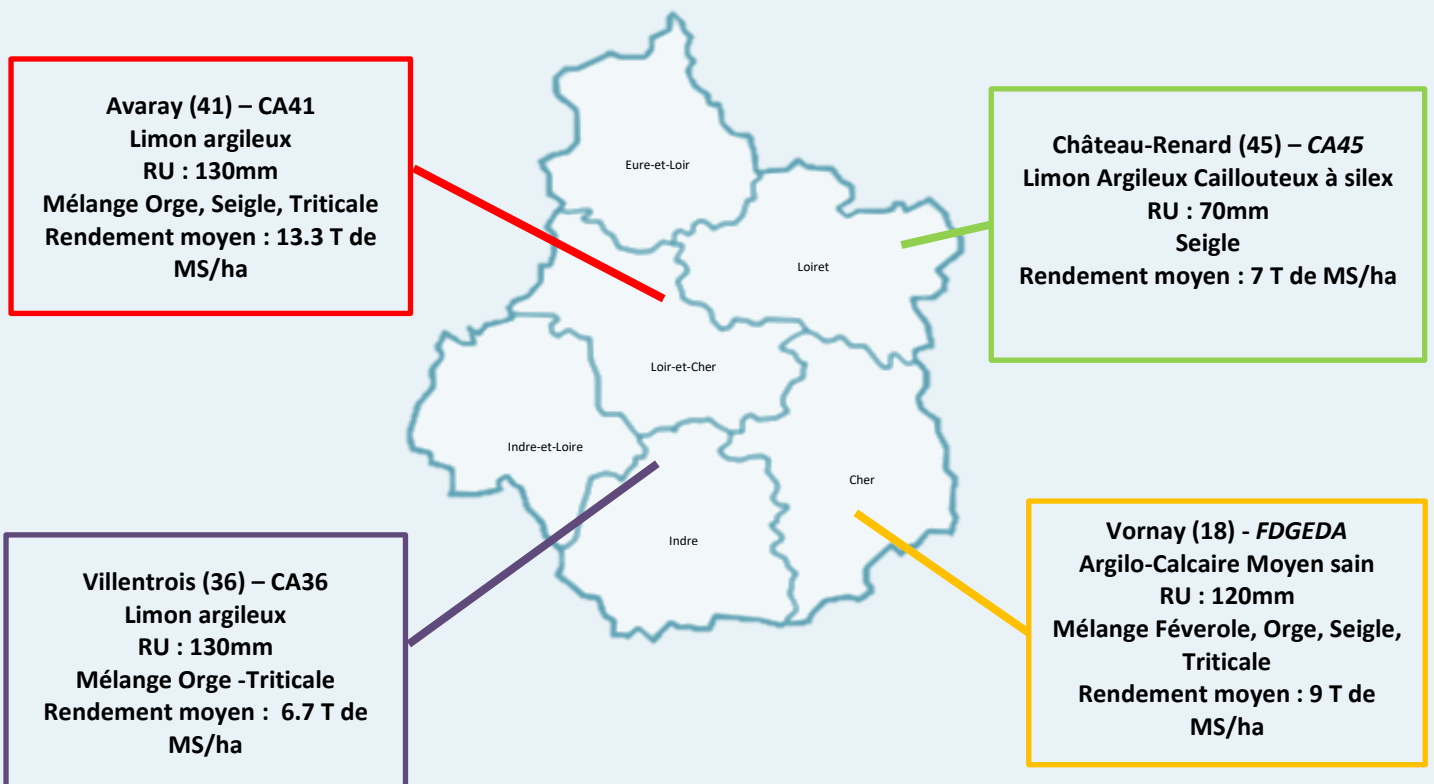 Avaray (41) – CA41
Limon argileux
RU : 130mm
Mélange Orge, Seigle, Triticale
Rendement moyen : 13.3 T de
MS/ha
Château-Renard (45) – CA45
Limon Argileux Caillouteux à silex
RU : 70mm
Seigle
Rendement moyen : 7 T de MS/ha
Eure-et-Loir
Loiret
Loir-et-Cher
Indre-et-Loire
Cher
Indre
Villentrois (36) – CA36
Limon argileux
RU : 130mm
Mélange Orge -Triticale
Rendement moyen :  6.7 T de
MS/ha
Vornay (18) - FDGEDA
Argilo-Calcaire Moyen sain
RU : 120mm
Mélange Féverole, Orge, Seigle,
Triticale
Rendement moyen : 9 T de
MS/ha